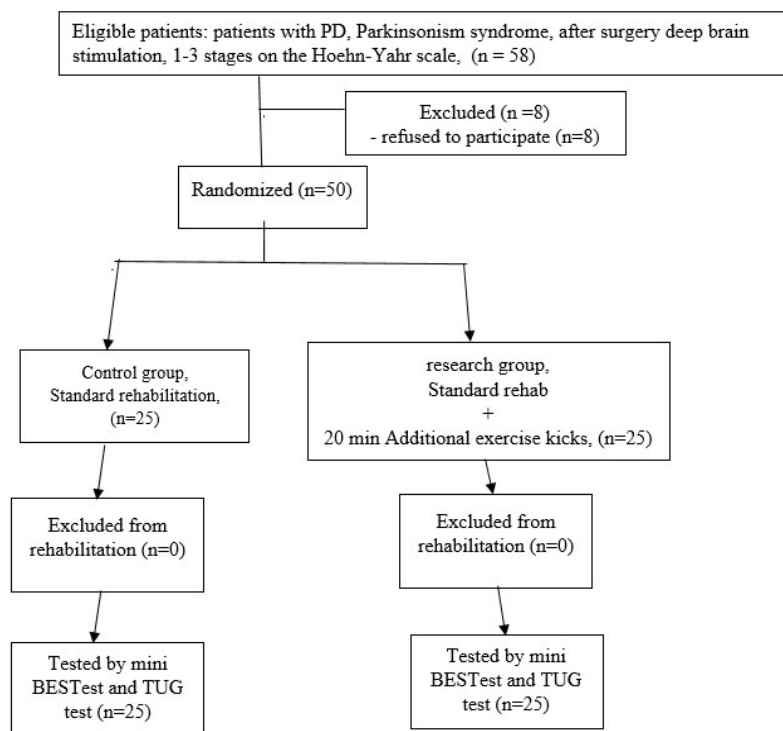 Eligible patients: patients with PD, Parkinsonism syndrome, after surgery deep brain
stimulation, 1-3 stages on the Hoehn-Yahr scale, (n = 58)
Excluded (n =8)
- refused to participate (n=8)
Randomized (n=50)
Control group,
Standard rehabilitation,
(n=25)
research group,
Standard rehab
+
20 min Additional exercise kicks, (n=25)
Excluded from
rehabilitation (n=0)
Excluded from
rehabilitation (n=0)
Tested by mini
BESTest and TUG
test (n=25)
Tested by mini
BESTest and TUG
test (n=25)